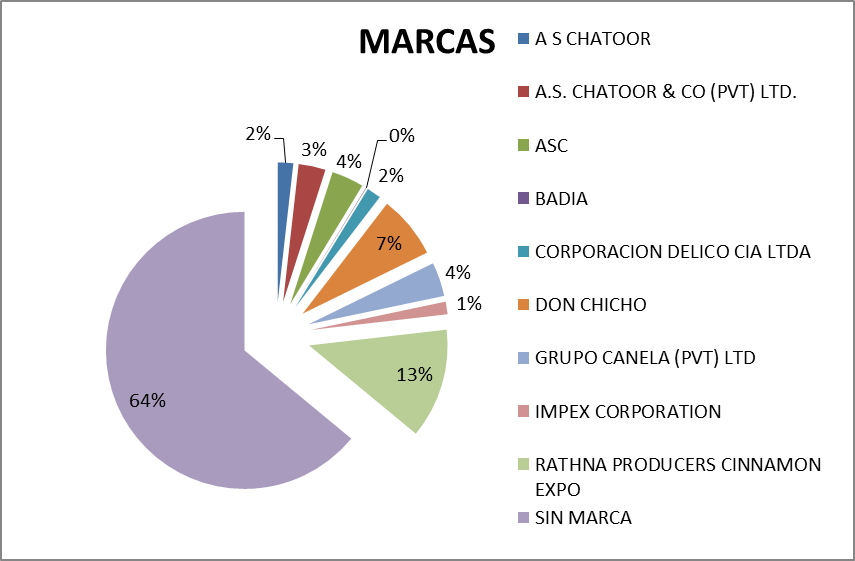 MARCAS
2%
3%
4%
0%
2%
7%
4%
1%
13%
64%
A S CHATOOR
A.S. CHATOOR & CO (PVT) LTD.
ASC
BADIA
CORPORACION DELICO CIA LTDA
DON CHICHO
GRUPO CANELA (PVT) LTD
IMPEX CORPORATION
RATHNA PRODUCERS CINNAMON
EXPO
SIN MARCA